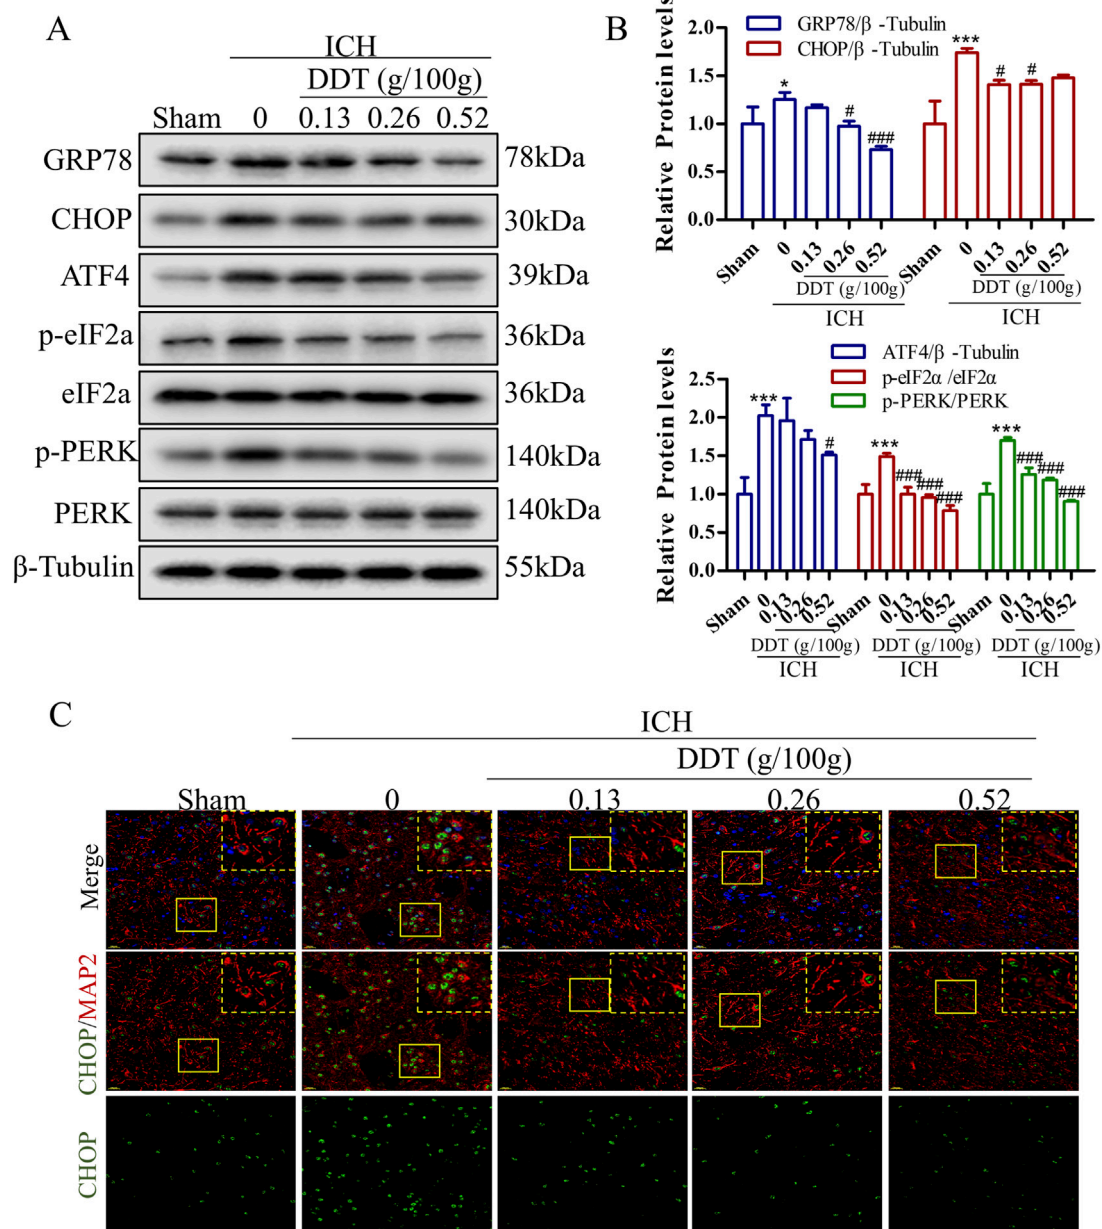 A
ICH
DDT (g/100g)
Sham 0 0.13 0.26 0.52
GRP78 78kDa
CHOP 30kDa
ATF4 39kDa
p-eIF2a 36kDa
eIF2a 36kDa
p-PERK 140kDa
PERK 140kDa
β-Tubulin 55kDa
B
Relative Protein levels
GRP78/β -Tubulin
CHOP/β -Tubulin
2.0
1.5
1.0
0.5
0.0
* # ### *** # #
Sham 0 0.13 0.26 0.52 Sham 0 0.13 0.26 0.52
DDT (g/100g) DDT (g/100g)
ICH ICH
Relative Protein levels
ATF4/β -Tubulin
p-eIF2α /eIF2α
p-PERK/PERK
2.5
2.0
1.5
1.0
0.5
0.0
*** # *** ### ### ### *** ### ### ###
Sham 0 0.13 0.26 0.52 Sham 0 0.13 0.26 0.52 Sham 0 0.13 0.26 0.52
DDT (g/100g) DDT (g/100g) DDT (g/100g)
ICH ICH ICH
C
ICH
DDT (g/100g)
Sham 0 0.13 0.26 0.52
Merge
CHOP/MAP2
CHOP